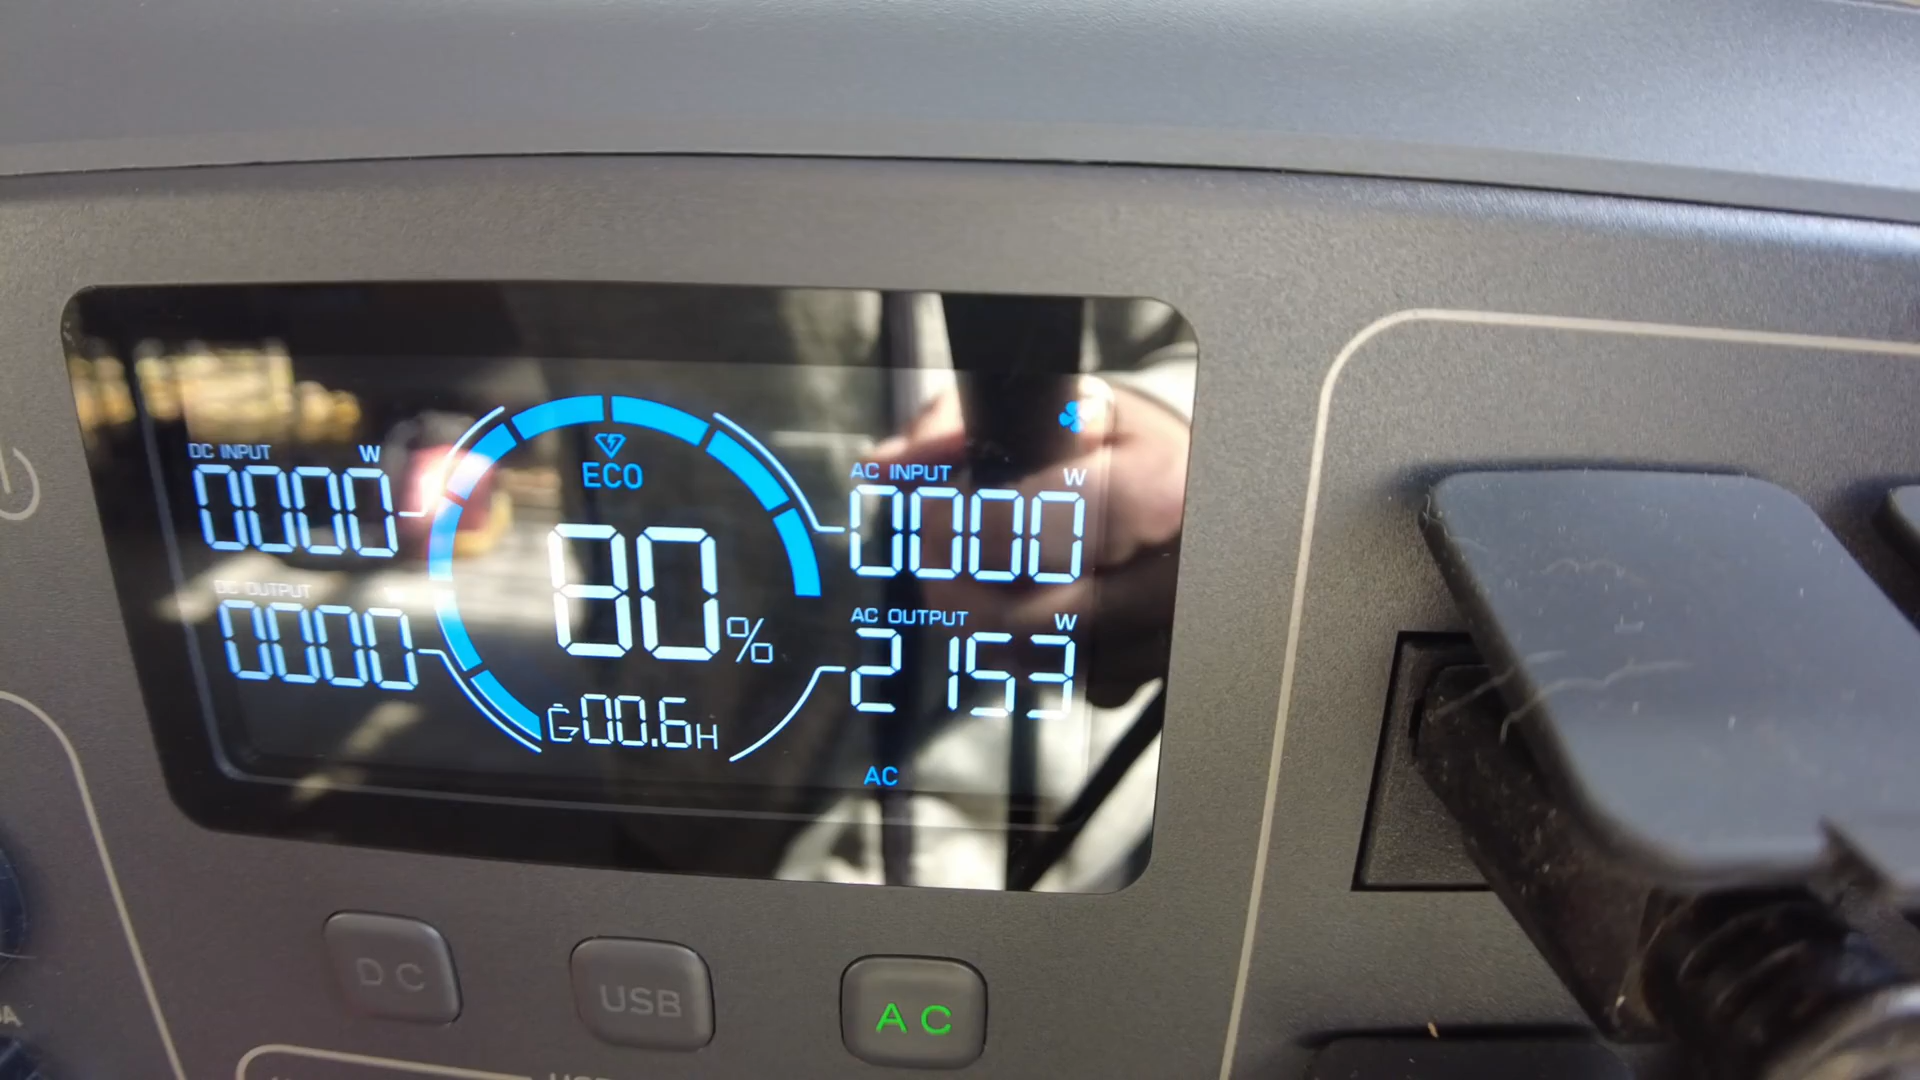 DC INPUT W
0000
DC OUTPUT
0000
ECO
80%
00.6H
AC INPUT W
0000
AC OUTPUT W
2153
AC
DC
USB
AC